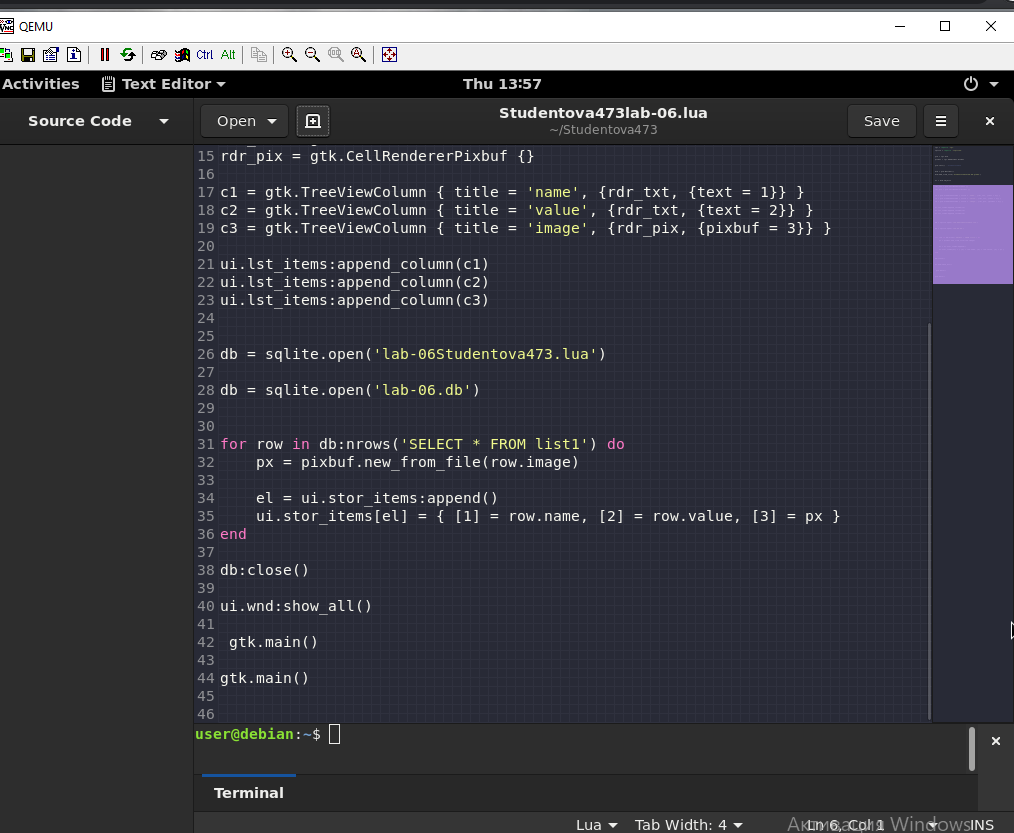 QEMU
Ctrl Alt
Activities Text Editor Thu 13:57
Source Code Open Studentova473lab-06.lua Save
~/Studentova473
15 rdr_pix = gtk.CellRendererPixbuf {}
16
17 c1 = gtk.TreeViewColumn { title = 'name', {rdr_txt, {text = 1}} }
18 c2 = gtk.TreeViewColumn { title = 'value', {rdr_txt, {text = 2}} }
19 c3 = gtk.TreeViewColumn { title = 'image', {rdr_pix, {pixbuf = 3}} }
20
21 ui.lst_items:append_column(c1)
22 ui.lst_items:append_column(c2)
23 ui.lst_items:append_column(c3)
24
25
26 db = sqlite.open('lab-06Studentova473.lua')
27
28 db = sqlite.open('lab-06.db')
29
30
31 for row in db:nrows('SELECT * FROM list1') do
32     px = pixbuf.new_from_file(row.image)
33
34     el = ui.stor_items:append()
35     ui.stor_items[el] = { [1] = row.name, [2] = row.value, [3] = px }
36 end
37
38 db:close()
39
40 ui.wnd:show_all()
41
42  gtk.main()
43
44 gtk.main()
45
46
user@debian:~$
Terminal
Lua Tab Width: 4 Ln 6, Col 1 INS
Активация Windows